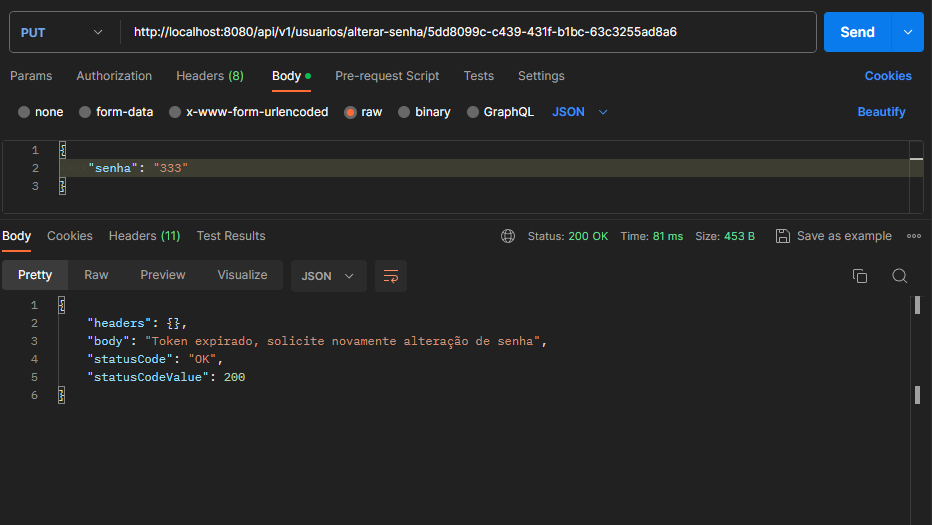 PUT http://localhost:8080/api/v1/usuarios/alterar-senha/5dd8099c-c439-431f-b1bc-63c3255ad8a6 Send
Params Authorization Headers (8) Body Pre-request Script Tests Settings Cookies
none form-data x-www-form-urlencoded raw binary GraphQL JSON Beautify
1 {
2 "senha": "333"
3 }
Body Cookies Headers (11) Test Results Status: 200 OK Time: 81 ms Size: 453 B Save as example
Pretty Raw Preview Visualize JSON
1 {
2 "headers": {},
3 "body": "Token expirado, solicite novamente alteração de senha",
4 "statusCode": "OK",
5 "statusCodeValue": 200
6 }